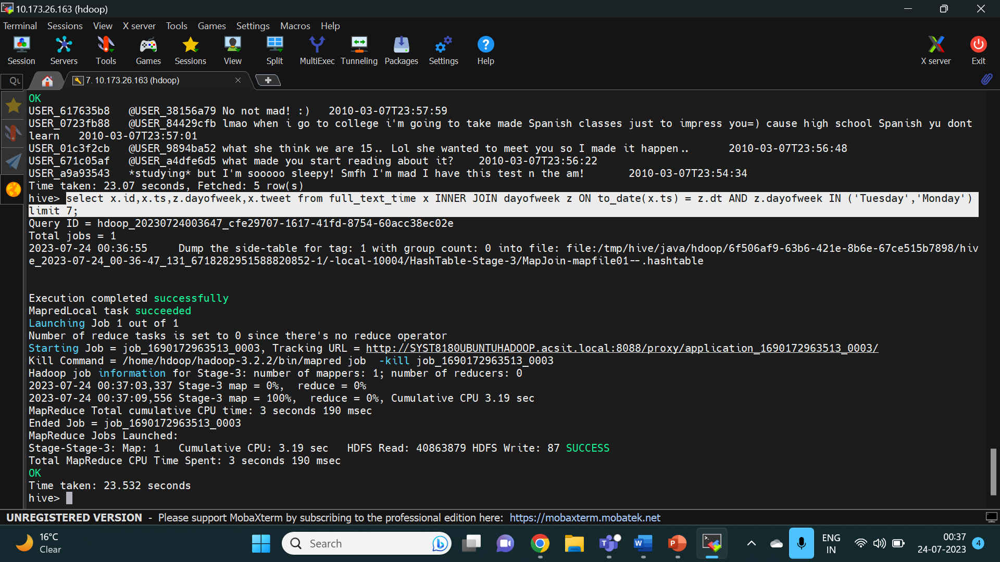 10.173.26.163 (hdoop)
Terminal Sessions View X server Tools Games Settings Macros Help
Session Servers Tools Games Sessions View Split MultiExec Tunneling Packages Settings Help X server Exit
7. 10.173.26.163 (hdoop)
OK
USER_617635b8 @USER_38156a79 No not mad! :) 2010-03-07T23:57:59
USER_0723fb88 @USER_84429cfb lmao when i go to college i'm going to take made Spanish classes just to impress you=) cause high school Spanish yu dont
learn 2010-03-07T23:57:01
USER_01c3f2cb @USER_9894ba52 what she think we are 15.. Lol she wanted to meet you so I made it happen.. 2010-03-07T23:56:48
USER_671c05af @USER_a4dfe6d5 what made you start reading about it? 2010-03-07T23:56:22
USER_a9a93543 *studying* but I'm sooooo sleepy! Smfh I'm mad I have this test n the am! 2010-03-07T23:54:34
Time taken: 23.07 seconds, Fetched: 5 row(s)
hive> select x.id,x.ts,z.dayofweek,x.tweet from full_text_time x INNER JOIN dayofweek z ON to_date(x.ts) = z.dt AND z.dayofweek IN ('Tuesday','Monday')
limit 7;
Query ID = hdoop_20230724003647_cfe29707-1617-41fd-8754-60acc38ec02e
Total jobs = 1
2023-07-24 00:36:55 Dump the side-table for tag: 1 with group count: 0 into file: file:/tmp/hive/java/hdoop/6f506af9-63b6-421e-8b6e-67ce515b7898/hiv
e_2023-07-24_00-36-47_131_6718282951588820852-1/-local-10004/HashTable-Stage-3/MapJoin-mapfile01--.hashtable
Execution completed successfully
MapredLocal task succeeded
Launching Job 1 out of 1
Number of reduce tasks is set to 0 since there's no reduce operator
Starting Job = job_1690172963513_0003, Tracking URL = http://SYST8180UBUNTUHADOOP.acsit.local:8088/proxy/application_1690172963513_0003/
Kill Command = /home/hdoop/hadoop-3.2.2/bin/mapred job -kill job_1690172963513_0003
Hadoop job information for Stage-3: number of mappers: 1; number of reducers: 0
2023-07-24 00:37:03,337 Stage-3 map = 0%, reduce = 0%
2023-07-24 00:37:09,556 Stage-3 map = 100%, reduce = 0%, Cumulative CPU 3.19 sec
MapReduce Total cumulative CPU time: 3 seconds 190 msec
Ended Job = job_1690172963513_0003
MapReduce Jobs Launched:
Stage-Stage-3: Map: 1 Cumulative CPU: 3.19 sec HDFS Read: 40863879 HDFS Write: 87 SUCCESS
Total MapReduce CPU Time Spent: 3 seconds 190 msec
OK
Time taken: 23.532 seconds
hive>
UNREGISTERED VERSION - Please support MobaXterm by subscribing to the professional edition here: https://mobaxterm.mobatek.net
16°C
Clear
Search
ENG
IN
00:37
24-07-2023
4